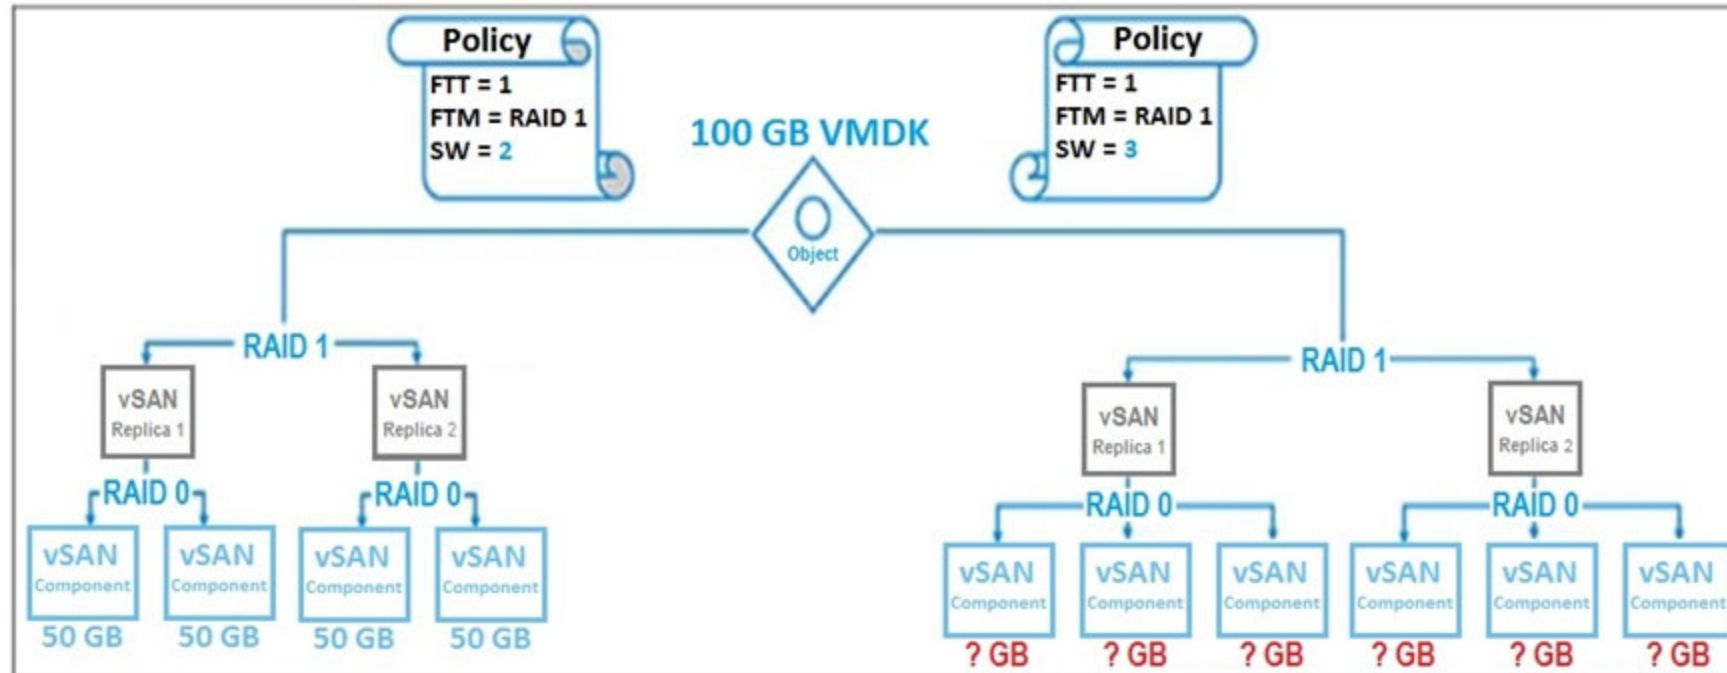 Policy
FTT = 1
FTM = RAID 1
SW = 2
100 GB VMDK
Policy
FTT = 1
FTM = RAID 1
SW = 3
Object
RAID 1
vSAN
Replica 1
vSAN
Replica 2
RAID 0
RAID 0
vSAN
Component
50 GB
vSAN
Component
50 GB
vSAN
Component
50 GB
vSAN
Component
50 GB
RAID 1
vSAN
Replica 1
vSAN
Replica 2
RAID 0
RAID 0
vSAN
Component
? GB
vSAN
Component
? GB
vSAN
Component
? GB
vSAN
Component
? GB
vSAN
Component
? GB
vSAN
Component
? GB